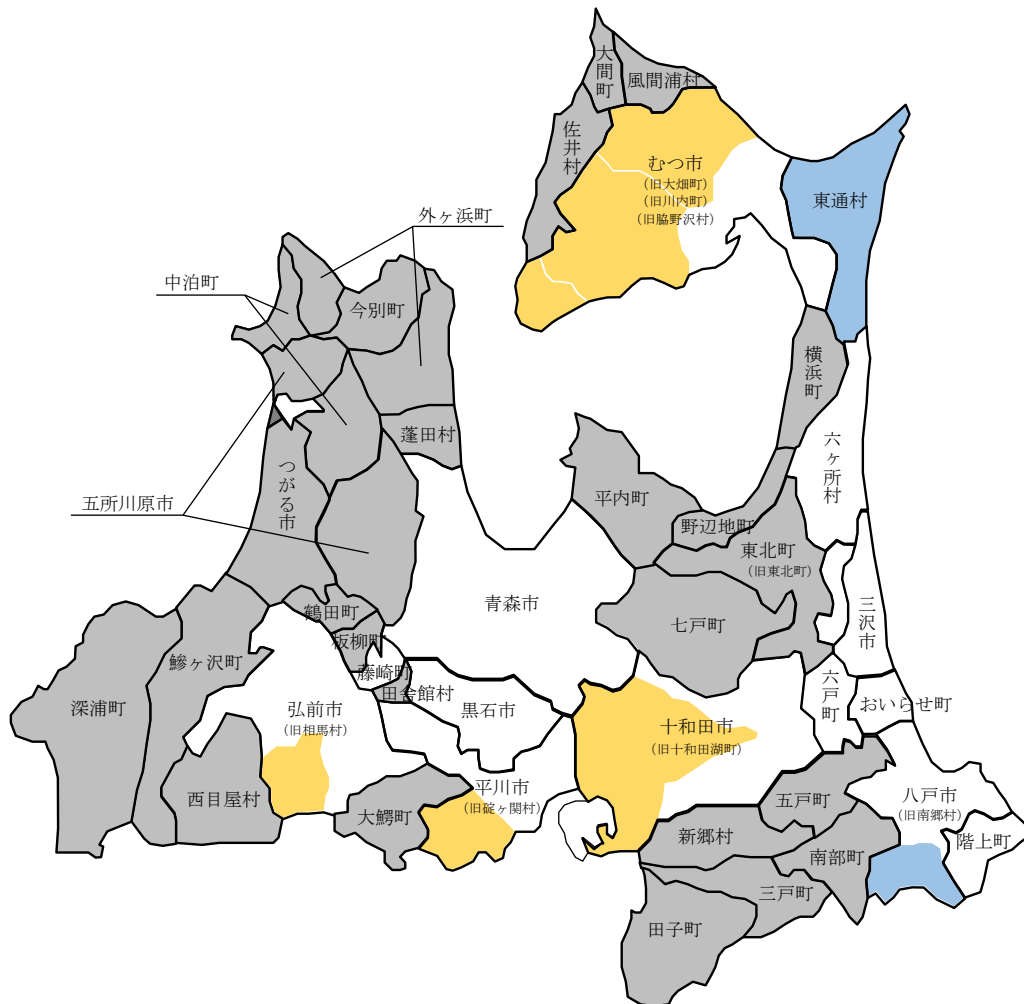 大間町
風間浦村
佐井村
むつ市
(旧大畑町)
(旧川内町)
(旧脇野沢村)
東通村
外ヶ浜町
中泊町
今別町
横浜町
蓬田村
六ヶ所村
つがる市
五所川原市
平内町
野辺地町
東北町
(旧東北町)
青森市
三沢市
鶴田町
七戸町
板柳町
藤崎町
鰺ヶ沢町
田舎館村
六戸町
深浦町
弘前市
(旧相馬村)
黒石市
おいらせ町
十和田市
(旧十和田湖町)
西目屋村
平川市
(旧碇ヶ関村)
大鰐町
五戸町
八戸市
(旧南郷村)
新郷村
階上町
南部町
三戸町
田子町